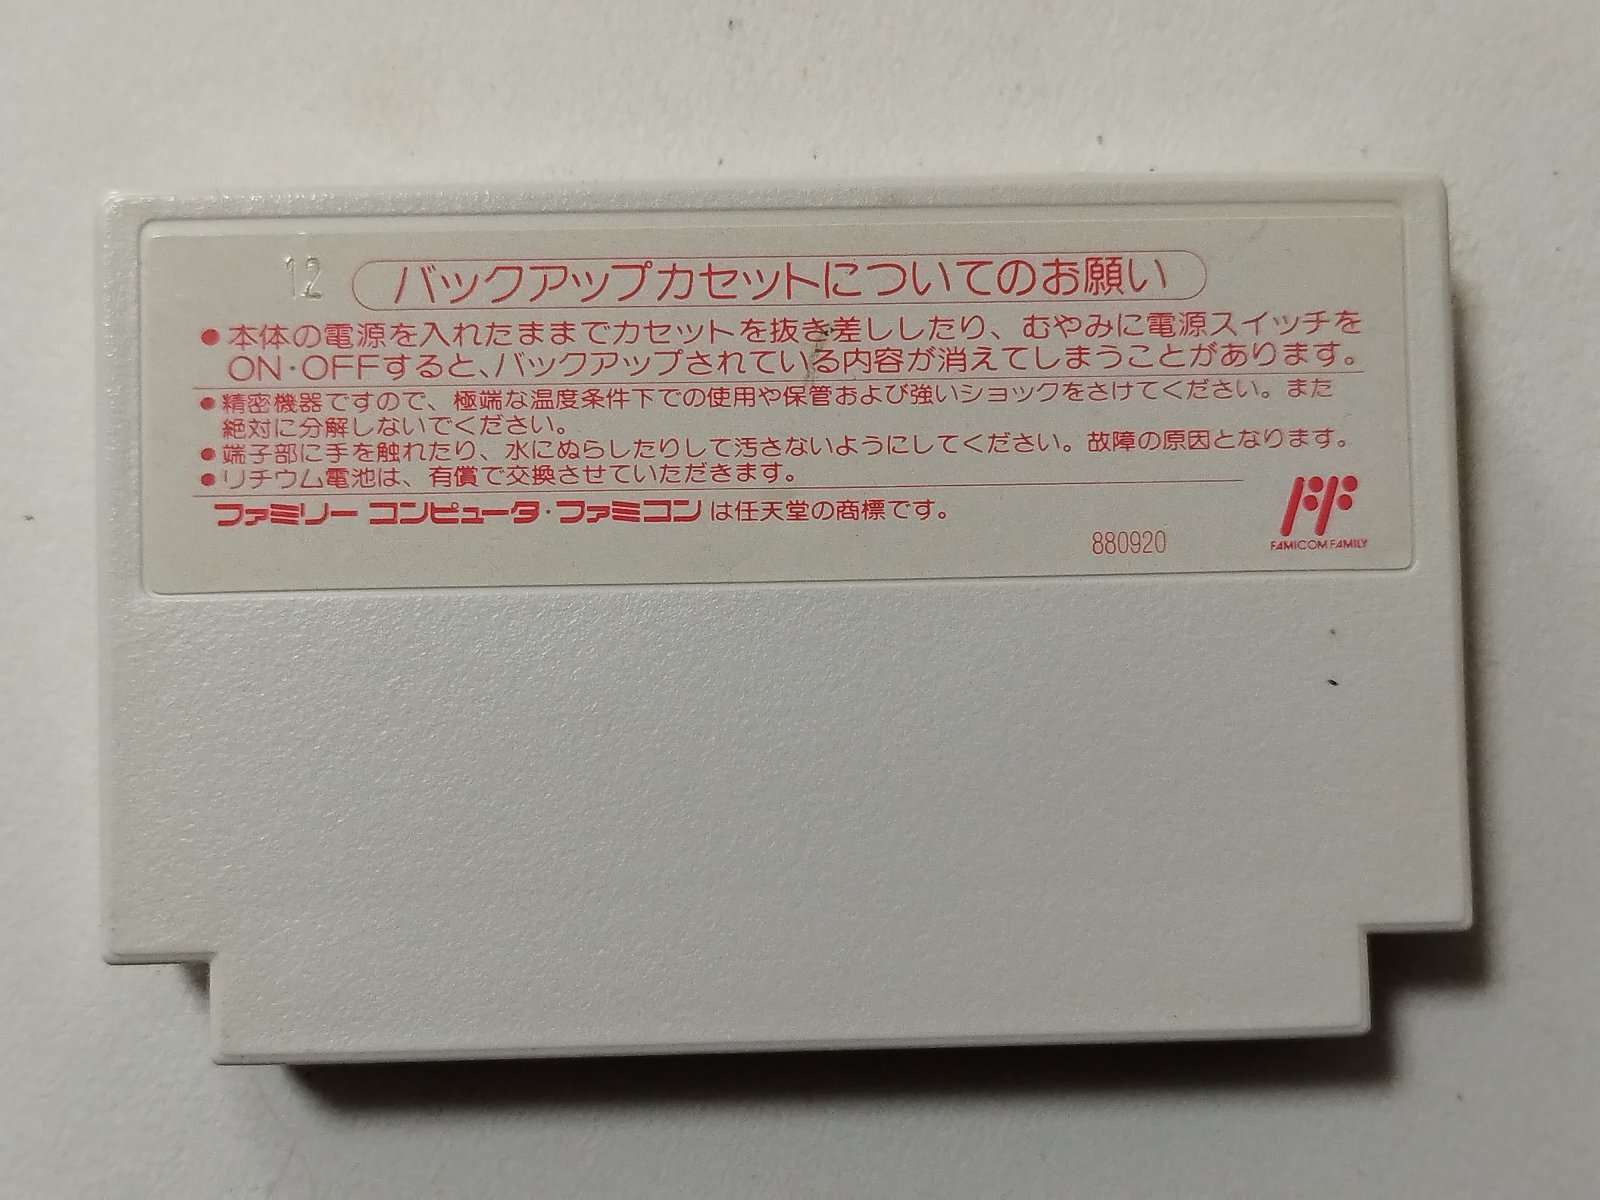 12
バックアップカセットについてのお願い
●本体の電源を入れたままでカセットを抜き差ししたり、むやみに電源スイッチを
ON・OFFすると、バックアップされている内容が消えてしまうことがあります。
●精密機器ですので、極端な温度条件下での使用や保管および強いショックをさけてください。また
絶対に分解しないでください。
●端子部に手を触れたり、水にぬらしたりして汚さないようにしてください。故障の原因となります。
●リチウム電池は、有償で交換させていただきます。
ファミリー コンピュータ・ファミコンは任天堂の商標です。
880920
FAMICOM FAMILY